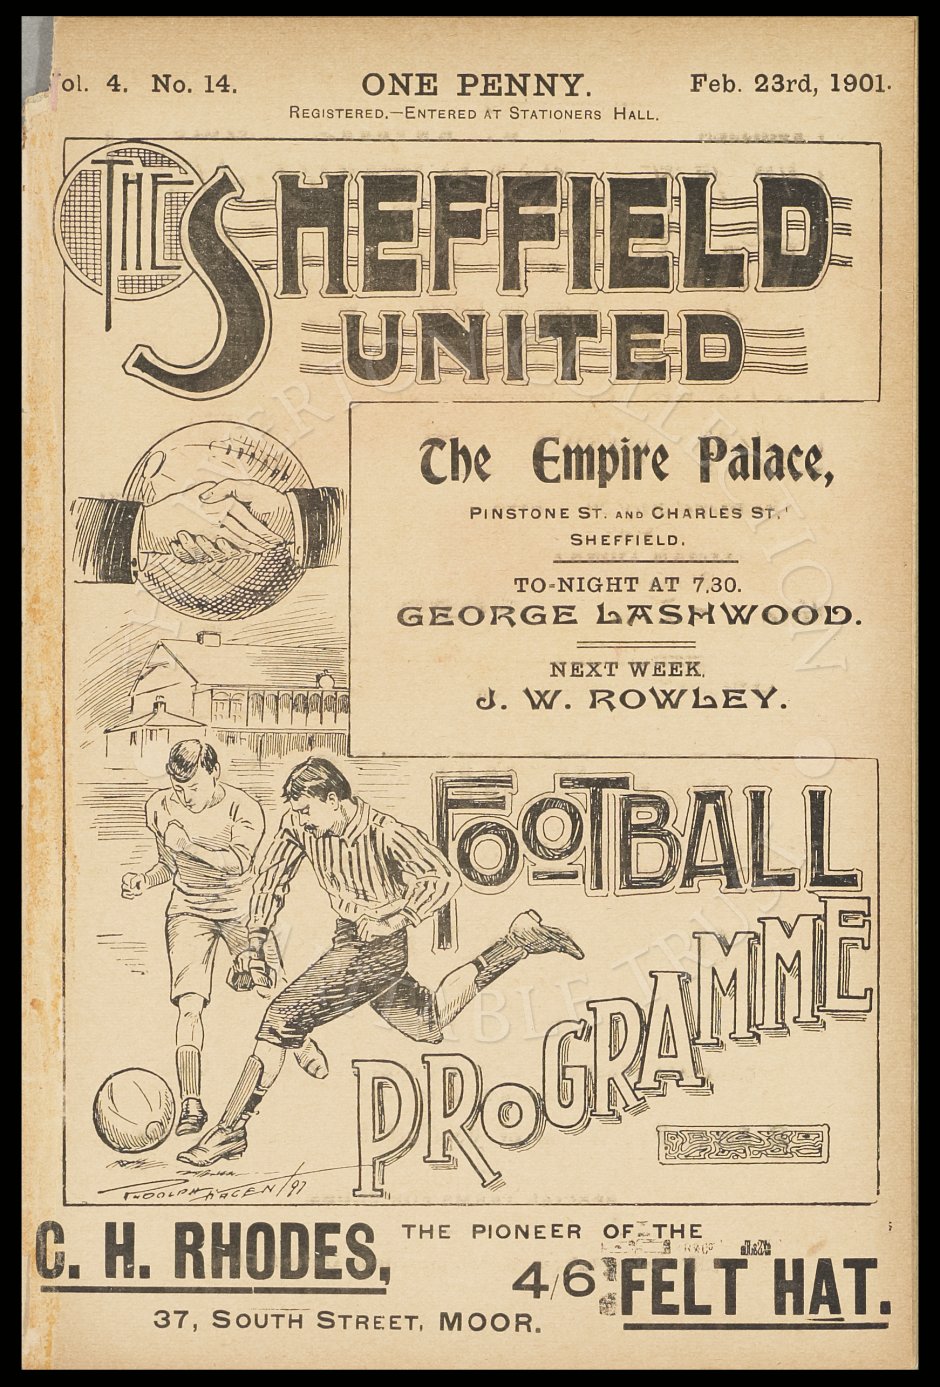 Vol. 4. No. 14.
ONE PENNY.
Feb. 23rd, 1901.
REGISTERED.—ENTERED AT STATIONERS HALL.
THE SHEFFIELD
UNITED
The Empire Palace,
PINSTONE ST. AND CHARLES ST.
SHEFFIELD.
TO-NIGHT AT 7.30.
GEORGE LASHWOOD.
NEXT WEEK,
J. W. ROWLEY.
FOOTBALL
PROGRAMME
C. H. RHODES,
THE PIONEER OF THE
4/6 FELT HAT.
37, SOUTH STREET, MOOR.